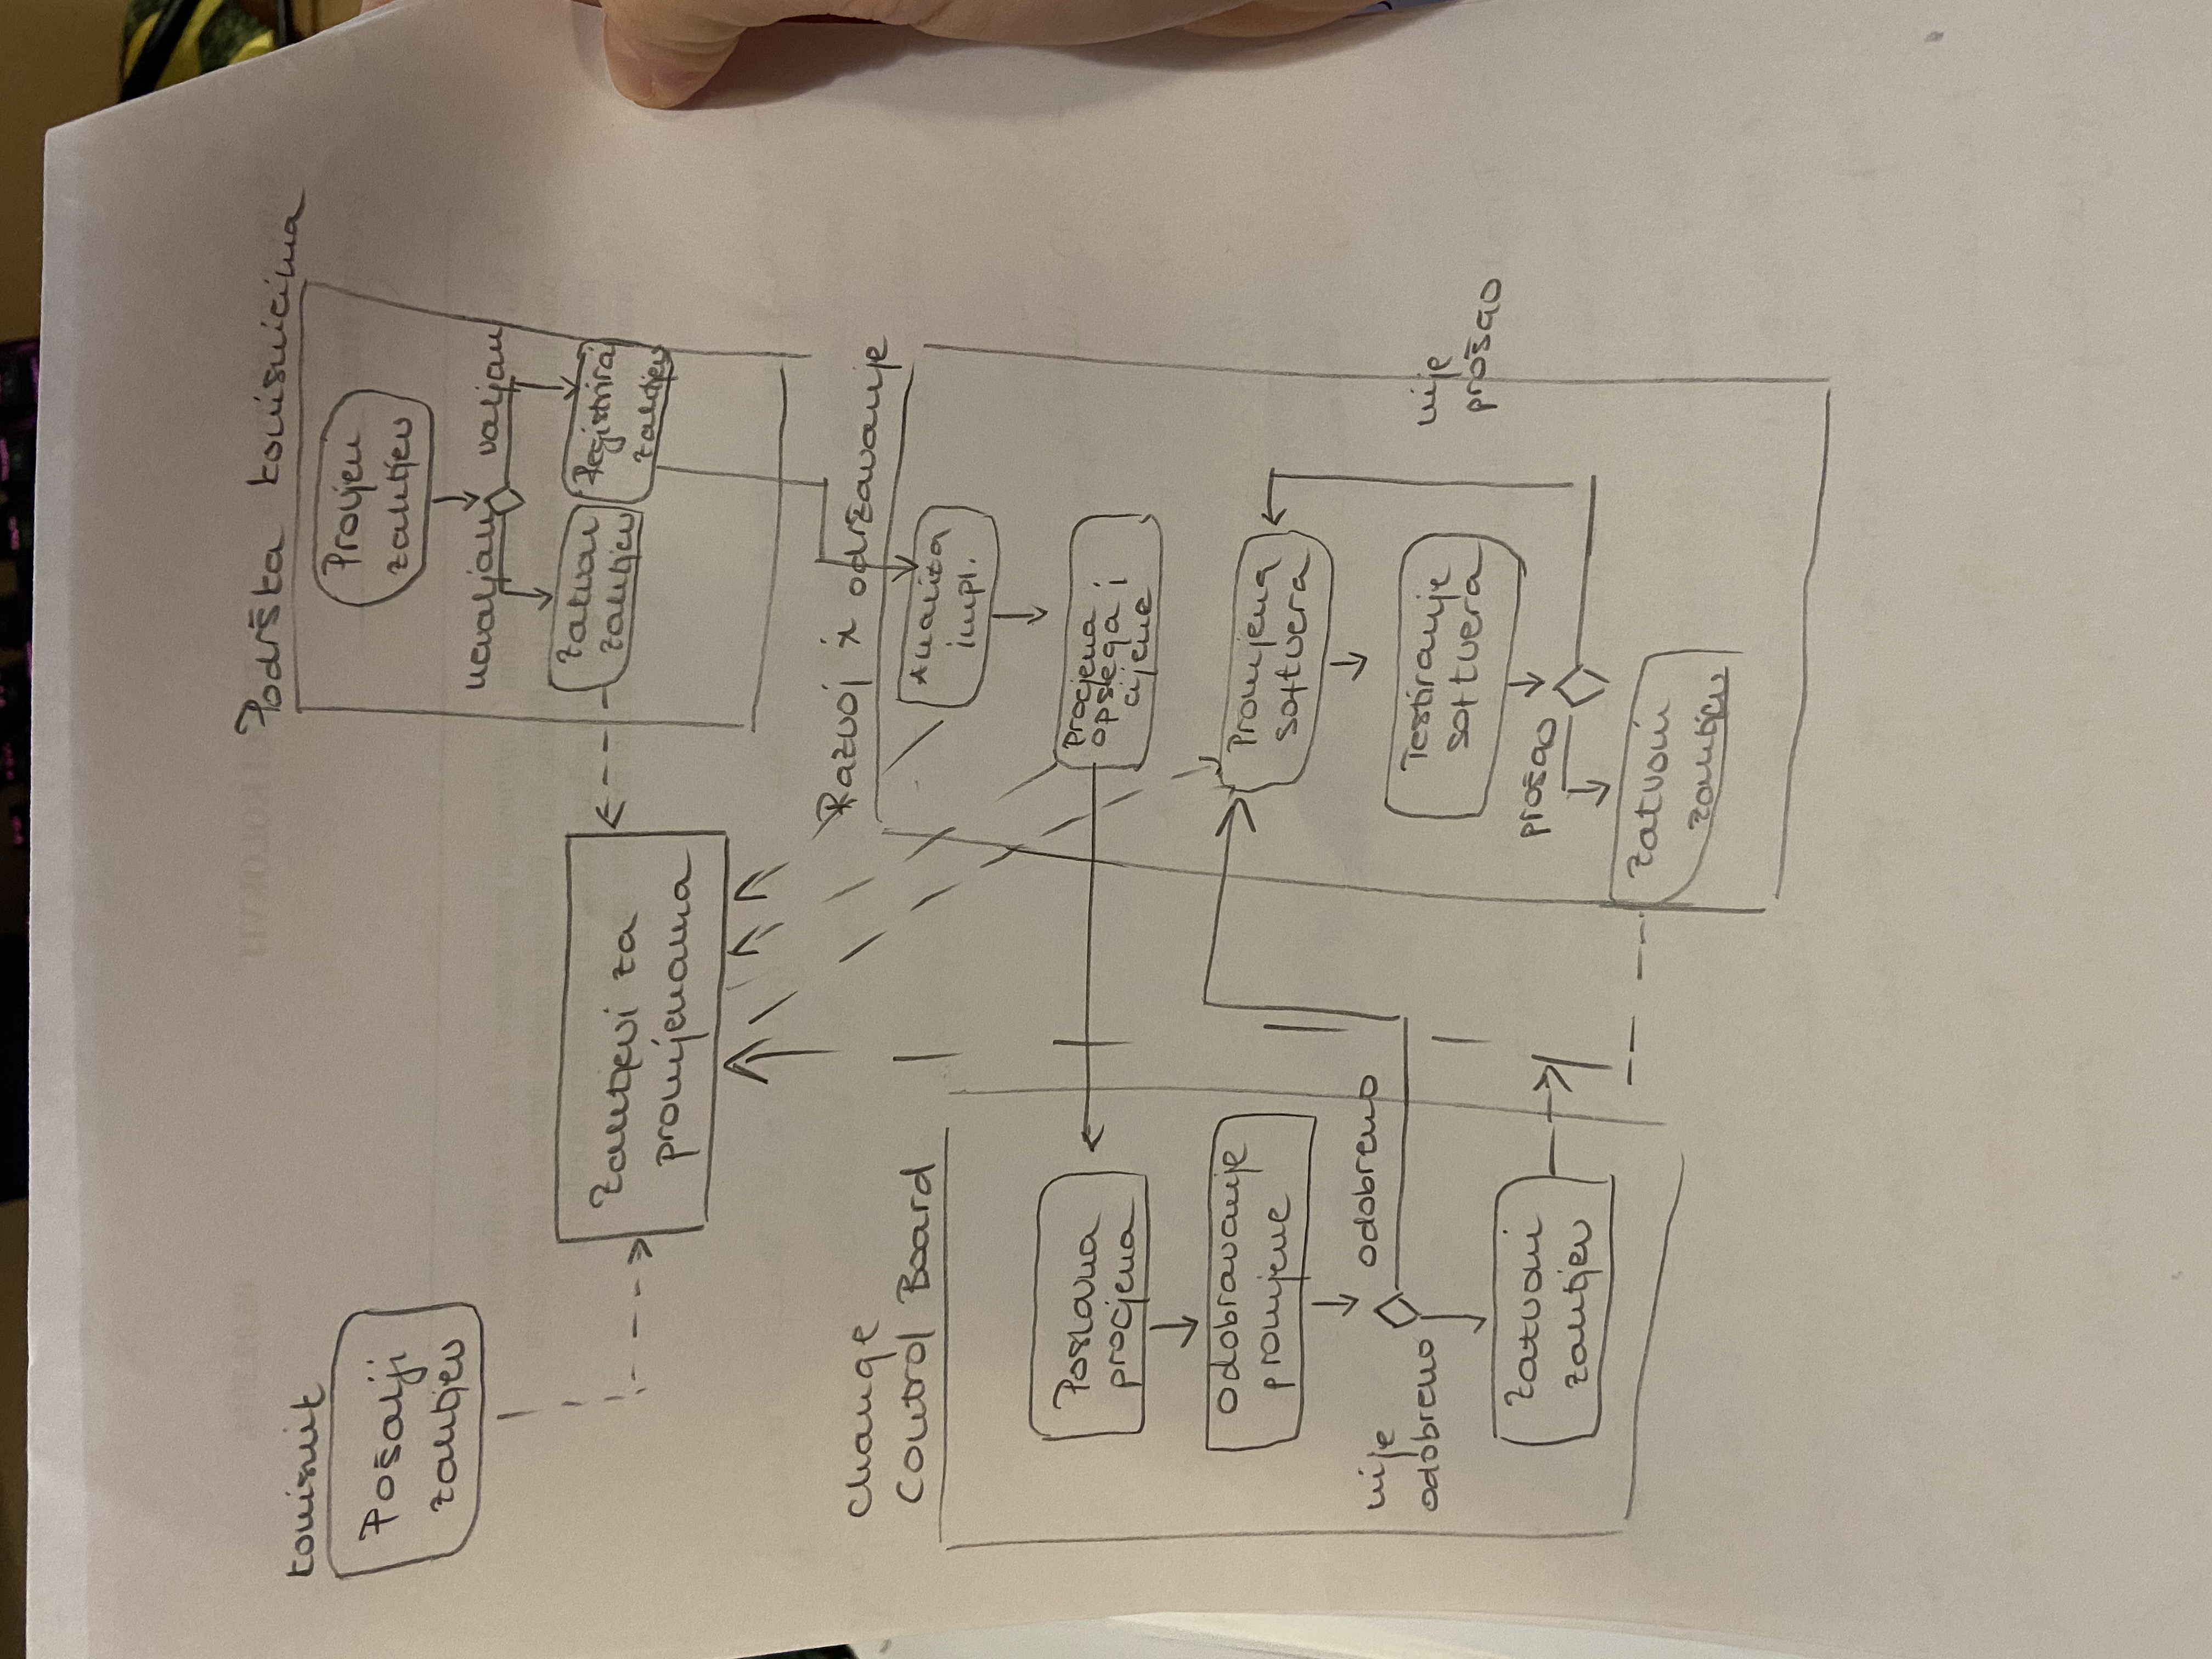 korisnik
Pošalji
zahtjev
Podrška korisnicima
Provjeri
zahtjev
nevaljan
valjan
Zatvori
zahtjev
Registriraj
zahtjev
Zahtjevi za
promjenama
Change
Control Board
Poslana
procjena
odobravanje
promjene
odobreno
nije
odobreno
Zatvori
zahtjev
Razvoj i održavanje
Analiza
impl.
Procjena
opsega i
cijene
Promjena
softvera
Testiranje
softvera
nije
prošao
prošao
Zatvori
zahtjev
KOLOKVIJ